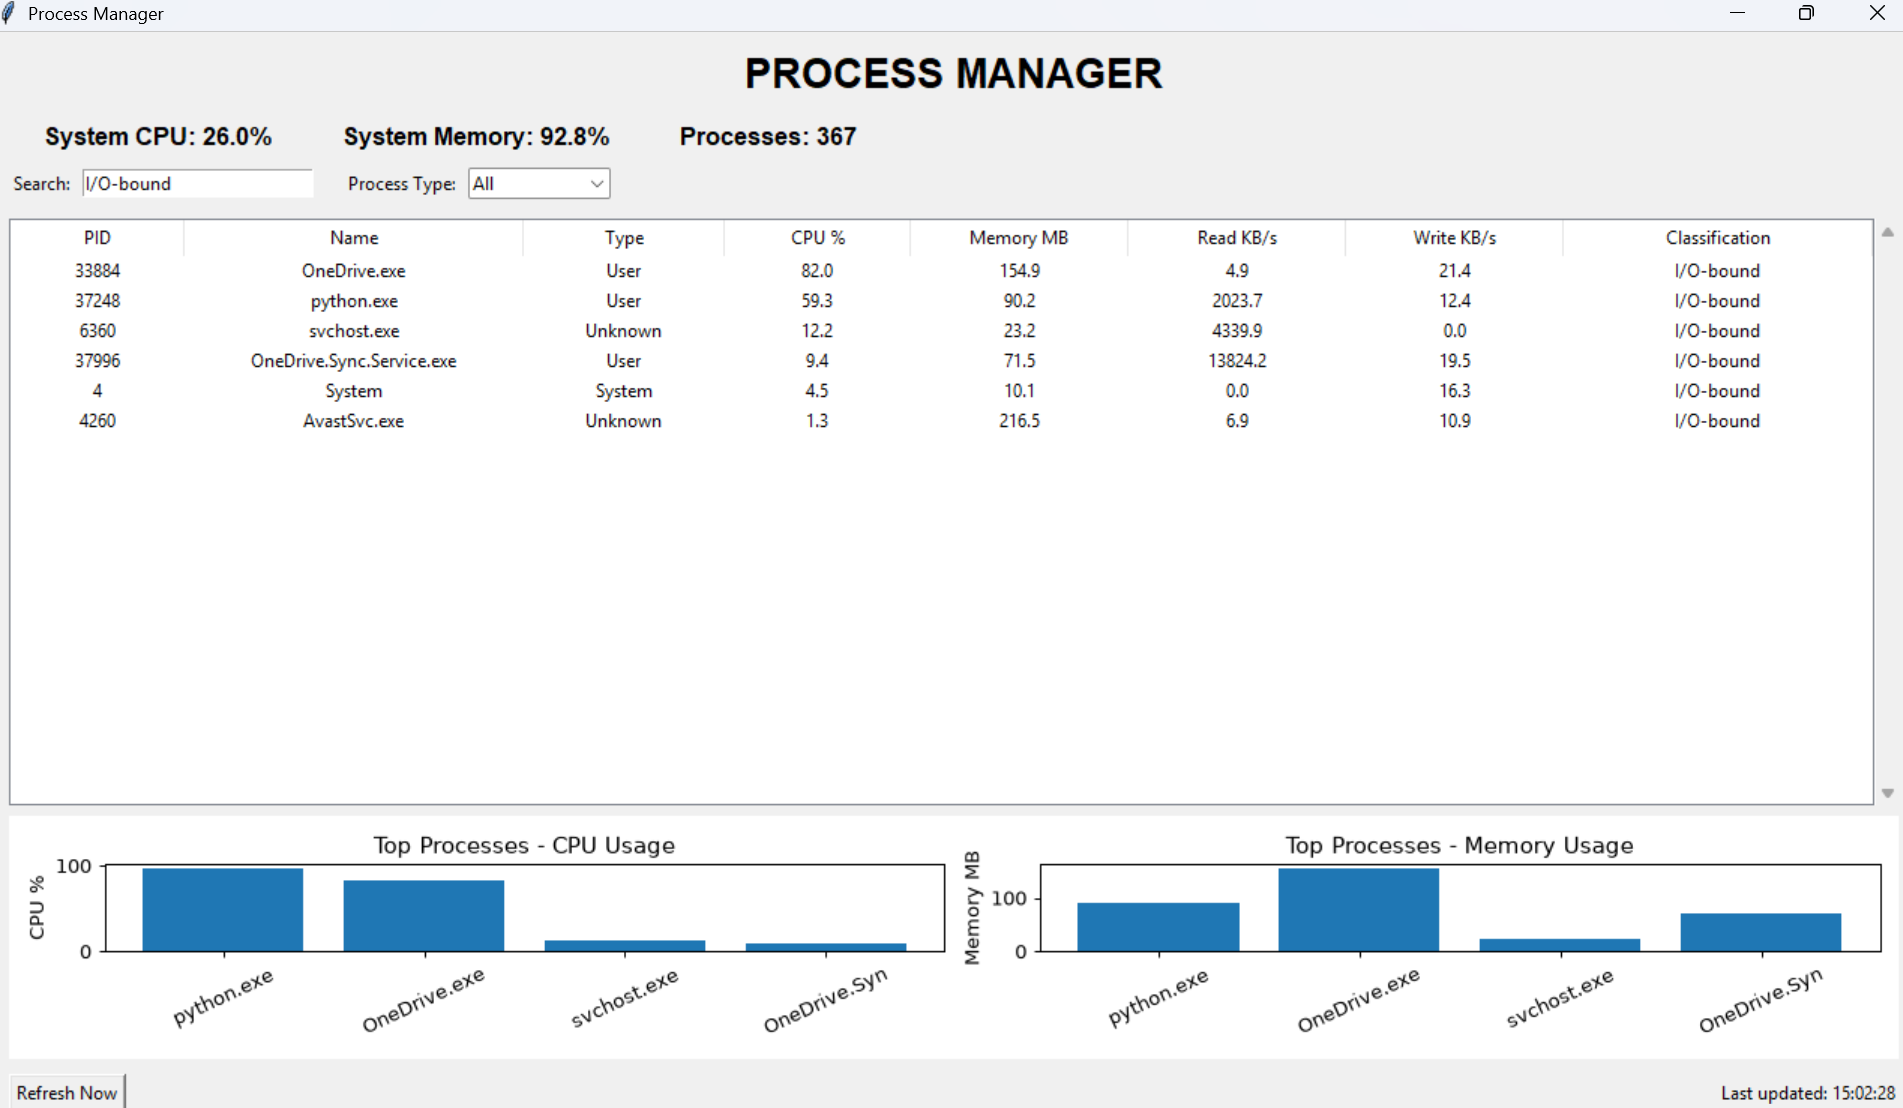 Process Manager
PROCESS MANAGER
System CPU: 26.0% System Memory: 92.8% Processes: 367
Search: I/O-bound Process Type: All
PID Name Type CPU % Memory MB Read KB/s Write KB/s Classification
33884 OneDrive.exe User 82.0 154.9 4.9 21.4 I/O-bound
37248 python.exe User 59.3 90.2 2023.7 12.4 I/O-bound
6360 svchost.exe Unknown 12.2 23.2 4339.9 0.0 I/O-bound
37996 OneDrive.Sync.Service.exe User 9.4 71.5 13824.2 19.5 I/O-bound
4 System System 4.5 10.1 0.0 16.3 I/O-bound
4260 AvastSvc.exe Unknown 1.3 216.5 6.9 10.9 I/O-bound
Top Processes - CPU Usage
CPU %
100
0
python.exe OneDrive.exe svchost.exe OneDrive.Syn
Top Processes - Memory Usage
Memory MB
100
0
python.exe OneDrive.exe svchost.exe OneDrive.Syn
Refresh Now
Last updated: 15:02:28